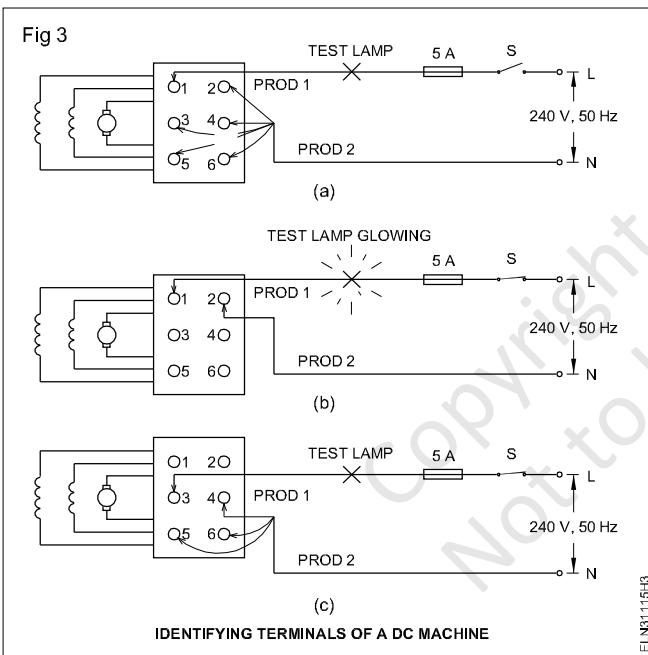 Fig 3
TEST LAMP
5 A
S
L
PROD 1
1 2
3 4
5 6
240 V, 50 Hz
PROD 2
N
(a)
TEST LAMP GLOWING
5 A
S
L
PROD 1
1 2
3 4
5 6
240 V, 50 Hz
PROD 2
N
(b)
TEST LAMP
5 A
S
L
1 2
PROD 1
3 4
5 6
240 V, 50 Hz
PROD 2
N
(c)
IDENTIFYING TERMINALS OF A DC MACHINE
ELN31115H3
Copyright
Not to